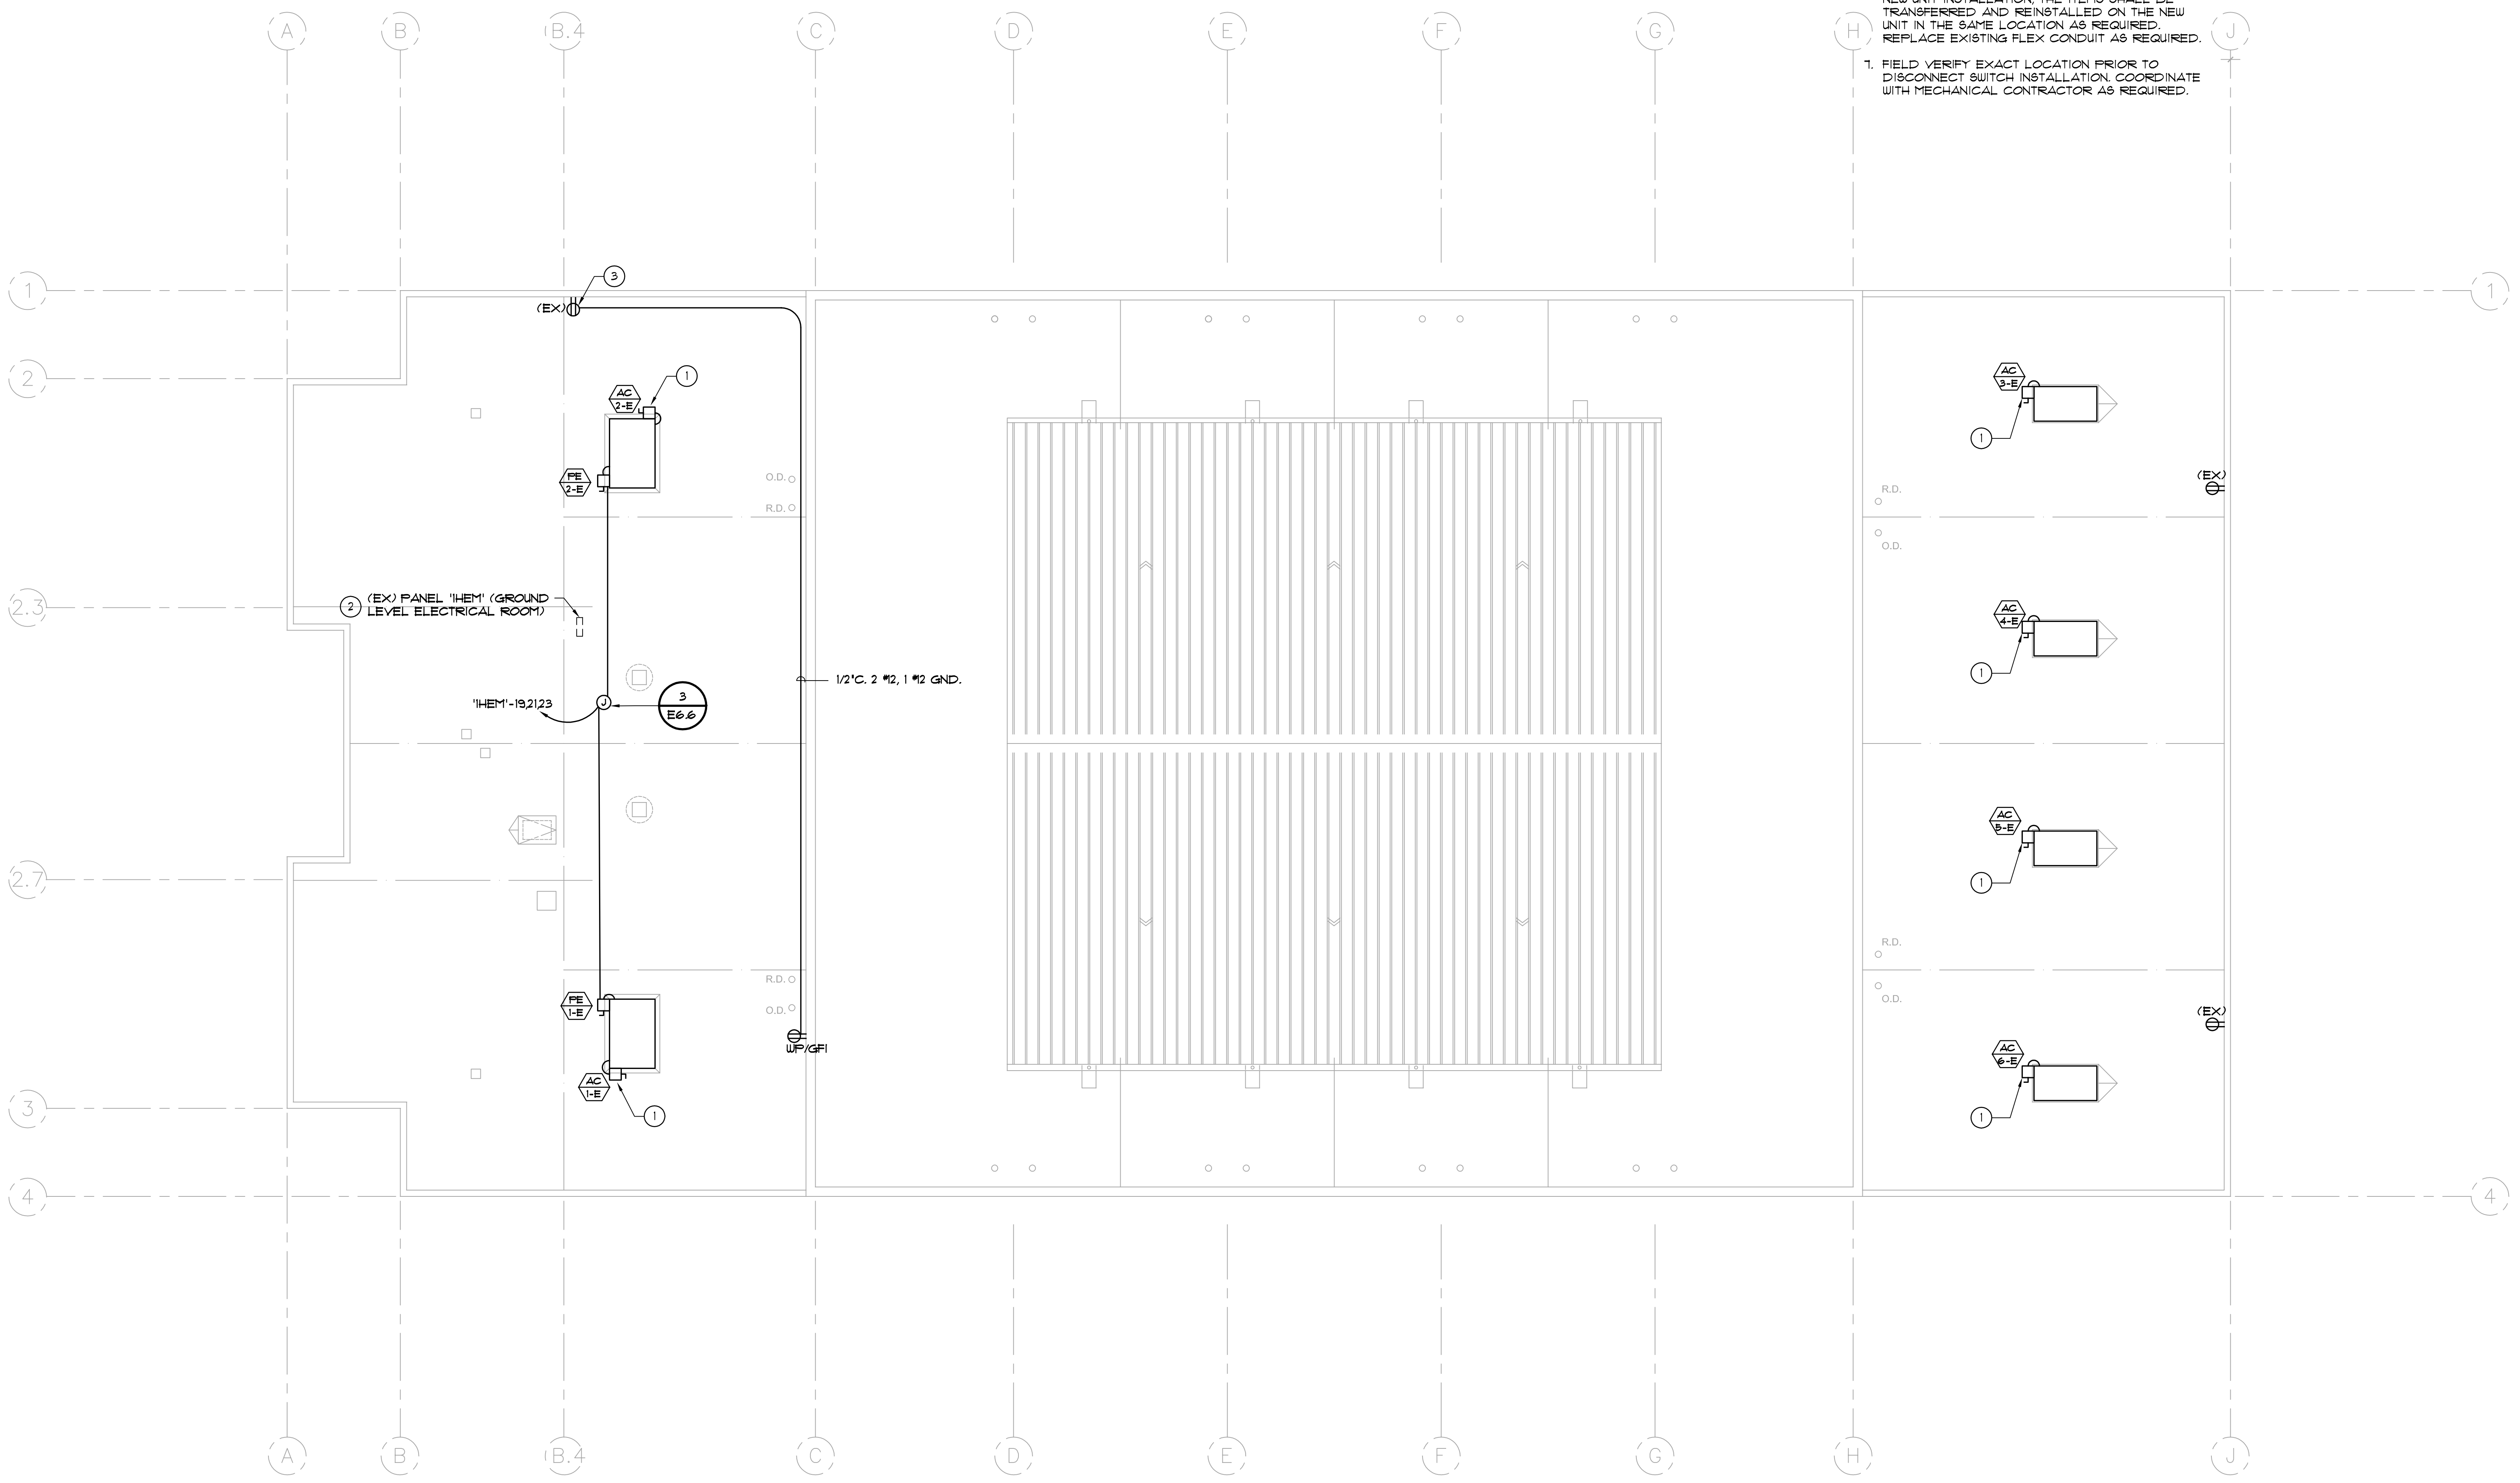 A B B.4 C D E F G H J
TRANSFERRED AND REINSTALLED ON THE NEW
UNIT IN THE SAME LOCATION AS REQUIRED.
REPLACE EXISTING FLEX CONDUIT AS REQUIRED.
7. FIELD VERIFY EXACT LOCATION PRIOR TO
DISCONNECT SWITCH INSTALLATION. COORDINATE
WITH MECHANICAL CONTRACTOR AS REQUIRED.
3
1 1
(EX)
2
1
AC
2-E
AC
3-E
1
PE
2-E
O.D.
R.D.
(EX)
R.D.
O.D.
2.3
2
(EX) PANEL '1HEM' (GROUND
LEVEL ELECTRICAL ROOM)
AC
4-E
1
1/2"C. 2 #12, 1 #12 GND.
'1HEM'-19,21,23
J
3
E6.6
AC
5-E
1
2.7
R.D.
O.D.
R.D.
O.D.
PE
1-E
WP/GFI
(EX)
AC
6-E
1
AC
1-E
1
3
4 4
A B B.4 C D E F G H J